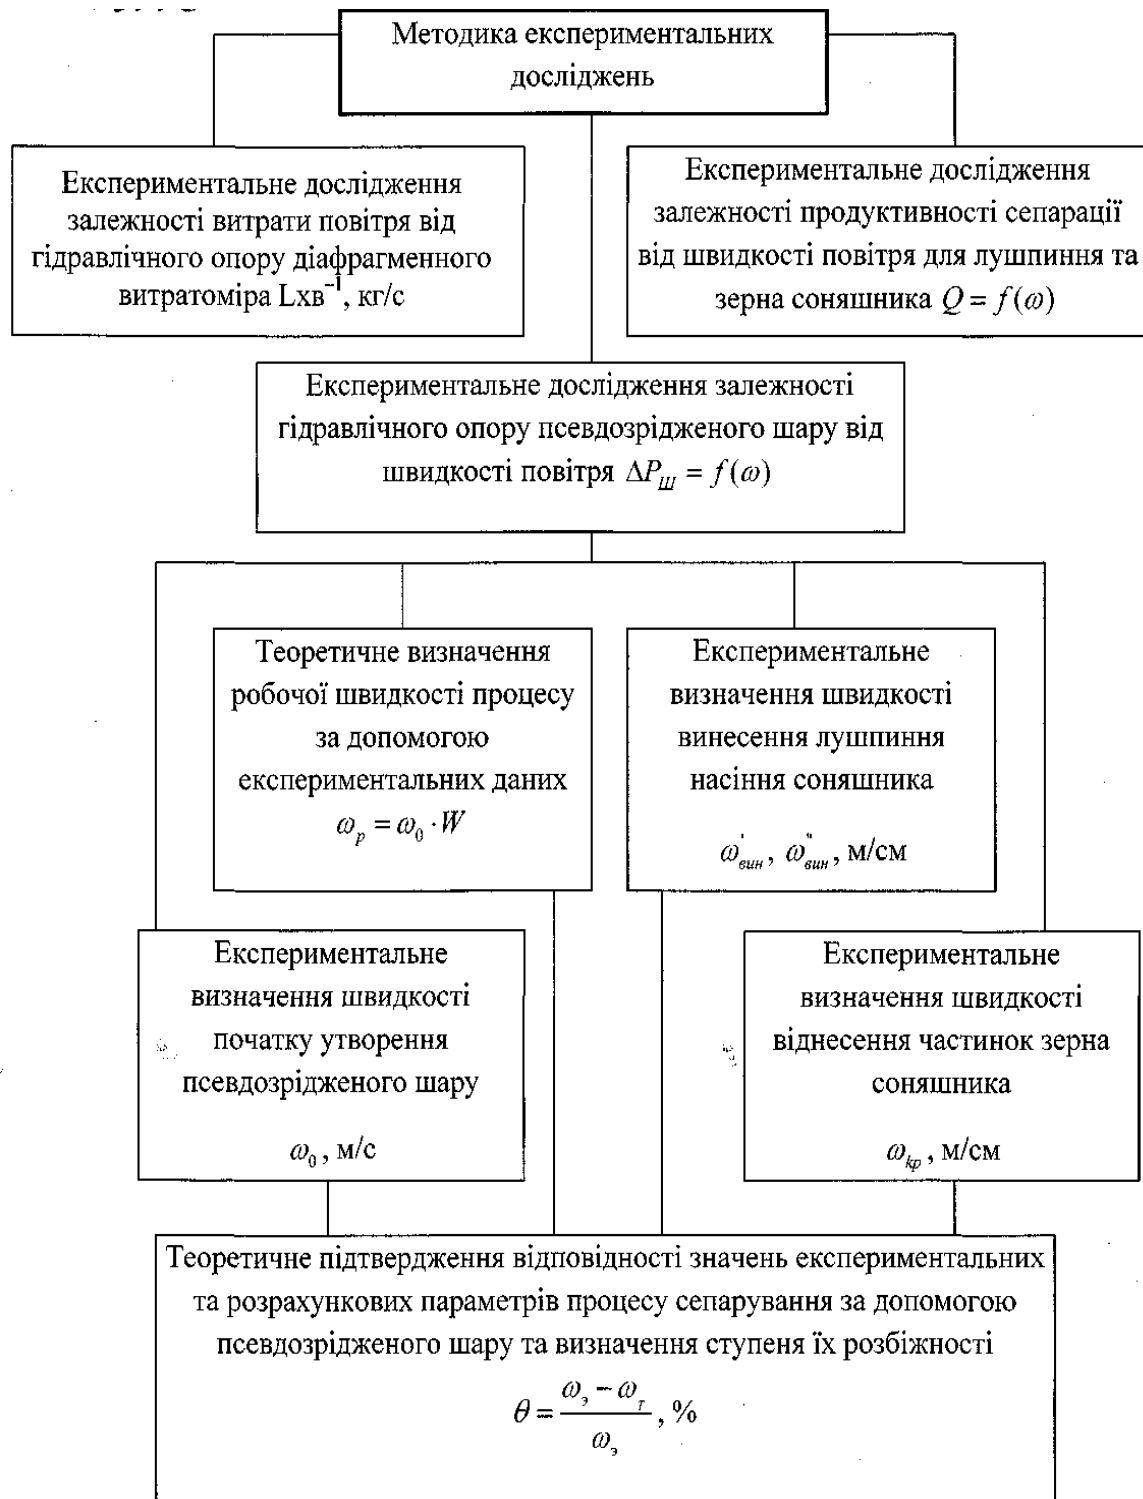 Методика експериментальних
досліджень
Експериментальне дослідження
залежності витрати повітря від
гідравлічного опору діафрагменного
витратоміра Lхв⁻¹, кг/с
Експериментальне дослідження
залежності продуктивності сепарації
від швидкості повітря для лушпиння та
зерна соняшника Q = f(ω)
Експериментальне дослідження залежності
гідравлічного опору псевдозрідженого шару від
швидкості повітря ΔP_Ш = f(ω)
Теоретичне визначення
робочої швидкості процесу
за допомогою
експериментальних даних
ω_p = ω_0 · W
Експериментальне
визначення швидкості
винесення лушпиння
насіння соняшника
ω'_вин, ω"_вин, м/см
Експериментальне
визначення швидкості
початку утворення
псевдозрідженого шару
ω_0, м/с
Експериментальне
визначення швидкості
віднесення частинок зерна
соняшника
ω_kp, м/см
Теоретичне підтвердження відповідності значень експериментальних
та розрахункових параметрів процесу сепарування за допомогою
псевдозрідженого шару та визначення ступеня їх розбіжності
θ = (ω_э − ω_т) / ω_э, %